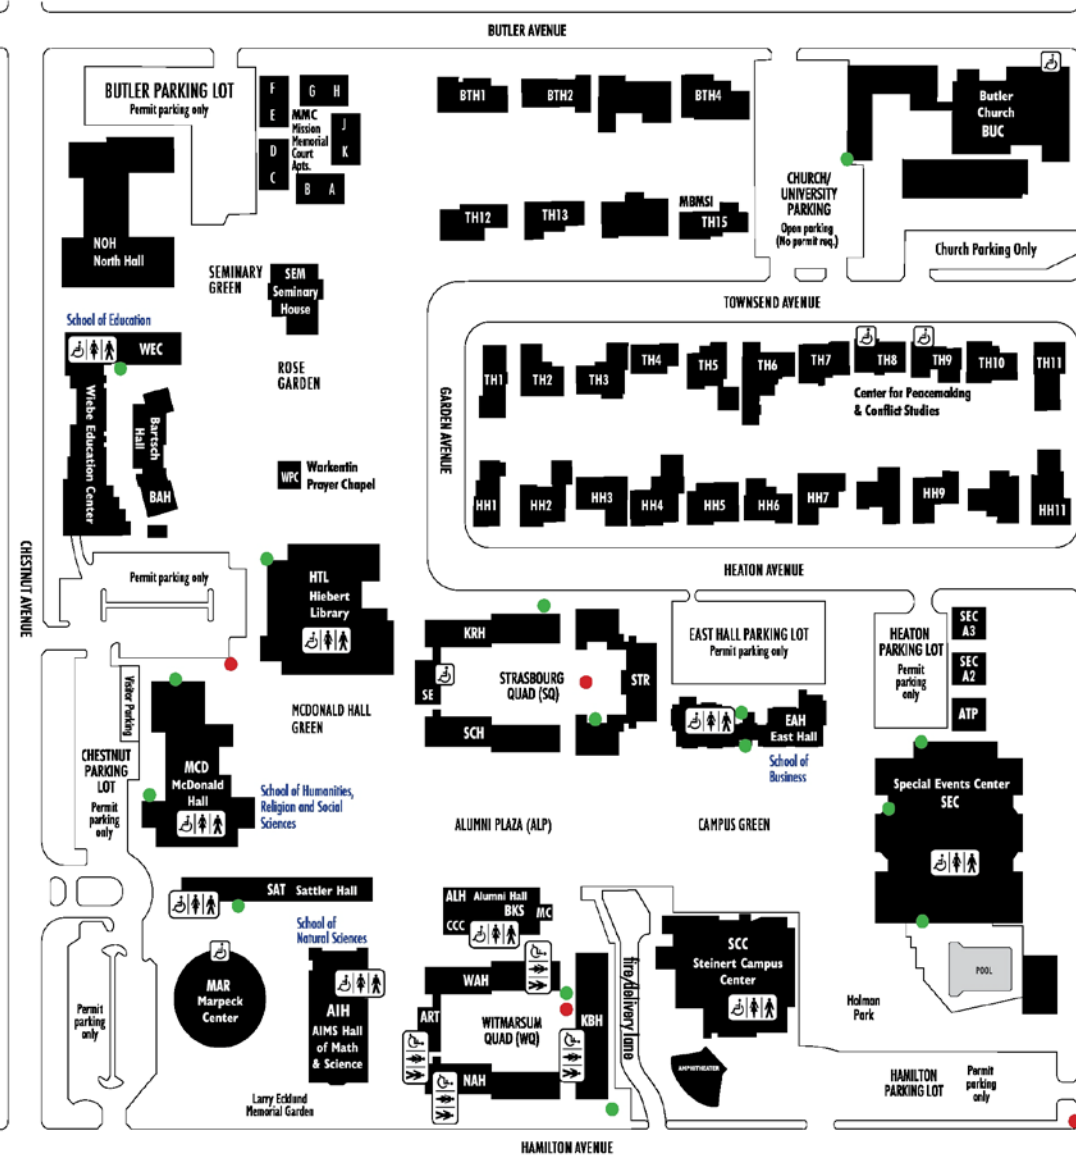 BUTLER AVENUE
BUTLER PARKING LOT
Permit parking only
F
G H
E
MMC
Mission
Memorial
Court
Apts.
J
K
D
C
B A
BTH1
BTH2
BTH4
Butler
Church
BUC
CHURCH/
UNIVERSITY
PARKING
Open parking
(No permit req.)
Church Parking Only
NOH
North Hall
TH12
TH13
MBMSI
TH15
SEMINARY
GREEN
SEM
Seminary
House
TOWNSEND AVENUE
School of Education
WEC
Wiebe Education Center
Bartsch
Hall
BAH
ROSE
GARDEN
GARDEN AVENUE
TH1
TH2
TH3
TH4
TH5
TH6
TH7
TH8
TH9
TH10
TH11
Center for Peacemaking
& Conflict Studies
WPC
Warkentin
Prayer Chapel
HH1
HH2
HH3
HH4
HH5
HH6
HH7
HH9
HH11
CHESTNUT AVENUE
Permit parking only
HTL
Hiebert
Library
HEATON AVENUE
KRH
SE
STRASBOURG
QUAD (SQ)
STR
SCH
EAST HALL PARKING LOT
Permit parking only
HEATON
PARKING LOT
Permit
parking
only
SEC
A3
SEC
A2
ATP
Visitor Parking
MCDONALD HALL
GREEN
EAH
East Hall
School of
Business
CHESTNUT
PARKING
LOT
Permit
parking
only
MCD
McDonald
Hall
School of Humanities,
Religion and Social
Sciences
Special Events Center
SEC
ALUMNI PLAZA (ALP)
CAMPUS GREEN
SAT Sattler Hall
ALH Alumni Hall
BKS
MC
CCC
School of
Natural Sciences
MAR
Marpeck
Center
AIH
AIMS Hall
of Math
& Science
WAH
ART
WITMARSUM
QUAD (WQ)
KBH
NAH
fire/delivery lane
SCC
Steinert Campus
Center
AMPHITHEATER
POOL
Holman
Park
Permit
parking
only
Larry Ecklund
Memorial Garden
HAMILTON
PARKING LOT
Permit
parking
only
HAMILTON AVENUE